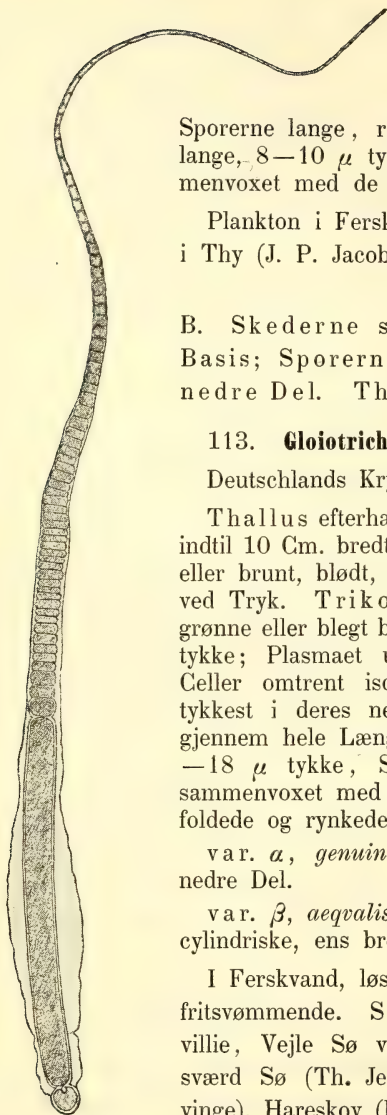 Sporerne lange, r
lange, 8—10 μ ty
menvoxet med de
Plankton i Fersk
i Thy (J. P. Jacob
B. Skederne s
Basis; Sporern
nedre Del. Th
113. Gloiotrich
Deutschlands Kr
Thallus efterha
indtil 10 Cm. bredt
eller brunt, blødt,
ved Tryk. Triko
grønne eller blegt b
tykke; Plasmaet u
Celler omtrent iso
tykkest i deres ne
gjennem hele Læng
—18 μ tykke, S
sammenvoxet med
foldede og rynkede
var. α, genuin
nedre Del.
var. β, aeqvalis
cylindriske, ens br
I Ferskvand, løs
fritsvømmende. S
villie, Vejle Sø v
sværd Sø (Th. Je
vinge), Hareskov (